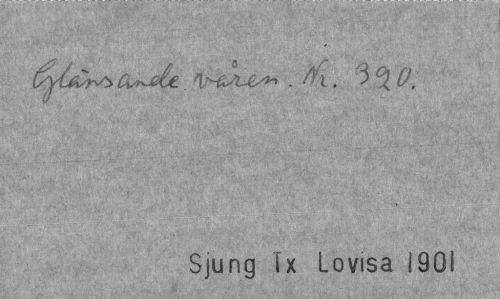 Glänsande våren. Nr. 390.
Sjung Tx Lovisa 1901